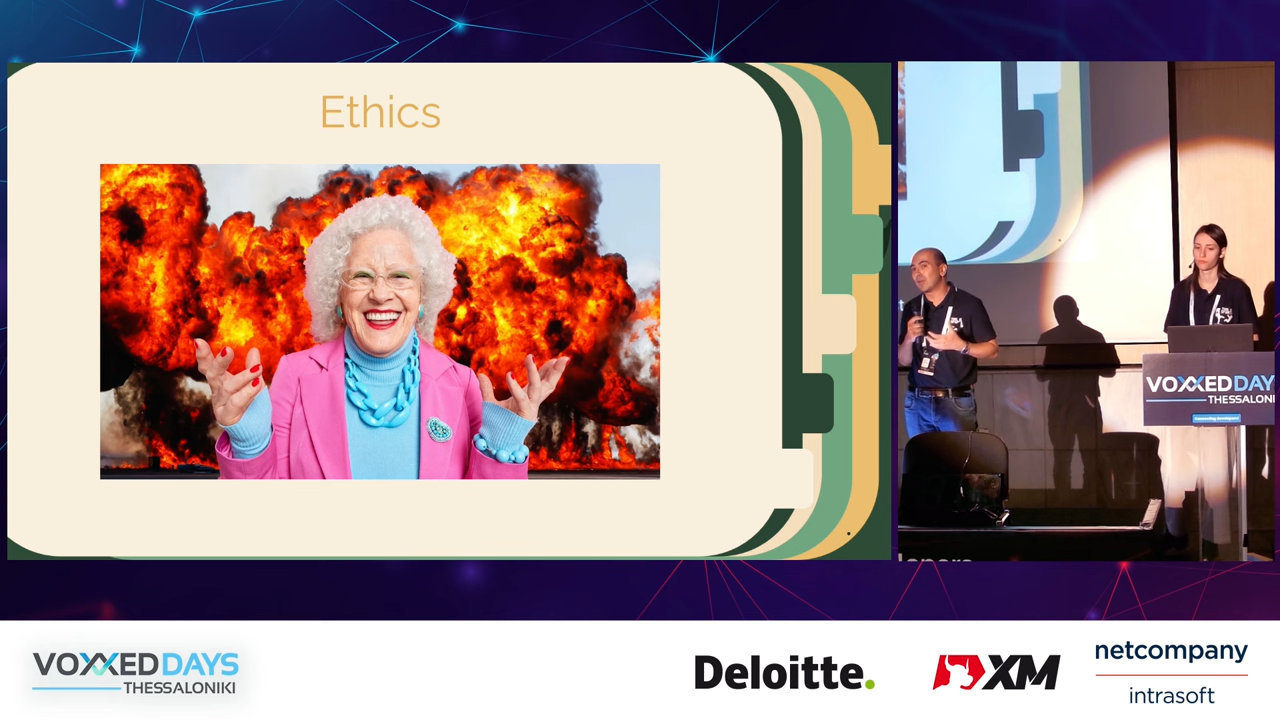 Ethics
VOXXED DAY
THESSALONI
VOXXED DAYS
THESSALONIKI
Deloitte.
XM
netcompany
intrasoft